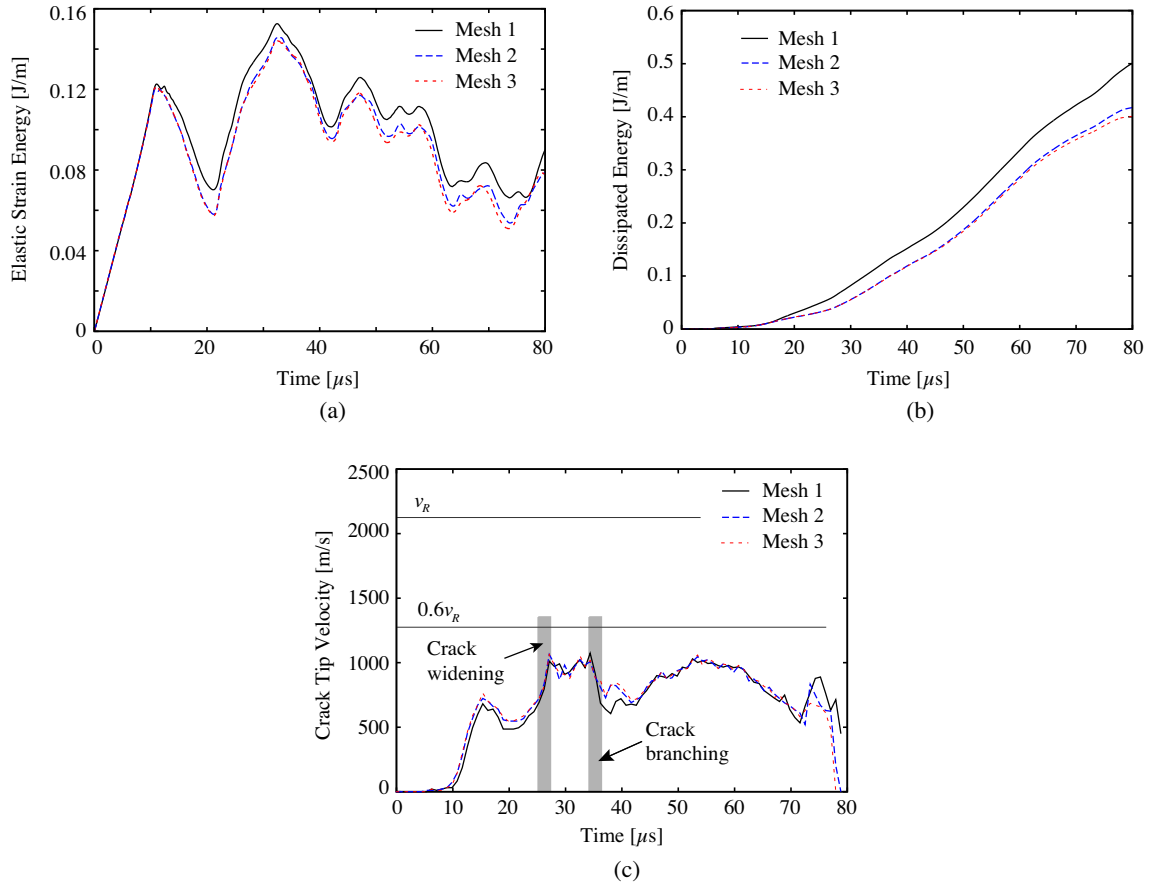 Elastic Strain Energy [J/m]
0.16
0.12
0.08
0.04
0
0
20
40
60
80
Time [µs]
Mesh 1
Mesh 2
Mesh 3
(a)
Dissipated Energy [J/m]
0.6
0.5
0.4
0.3
0.2
0.1
0
0
10
20
30
40
50
60
70
80
Time [µs]
Mesh 1
Mesh 2
Mesh 3
(b)
Crack Tip Velocity [m/s]
2500
2000
1500
1000
500
0
0
10
20
30
40
50
60
70
80
Time [µs]
Mesh 1
Mesh 2
Mesh 3
v_R
0.6v_R
Crack
widening
Crack
branching
(c)